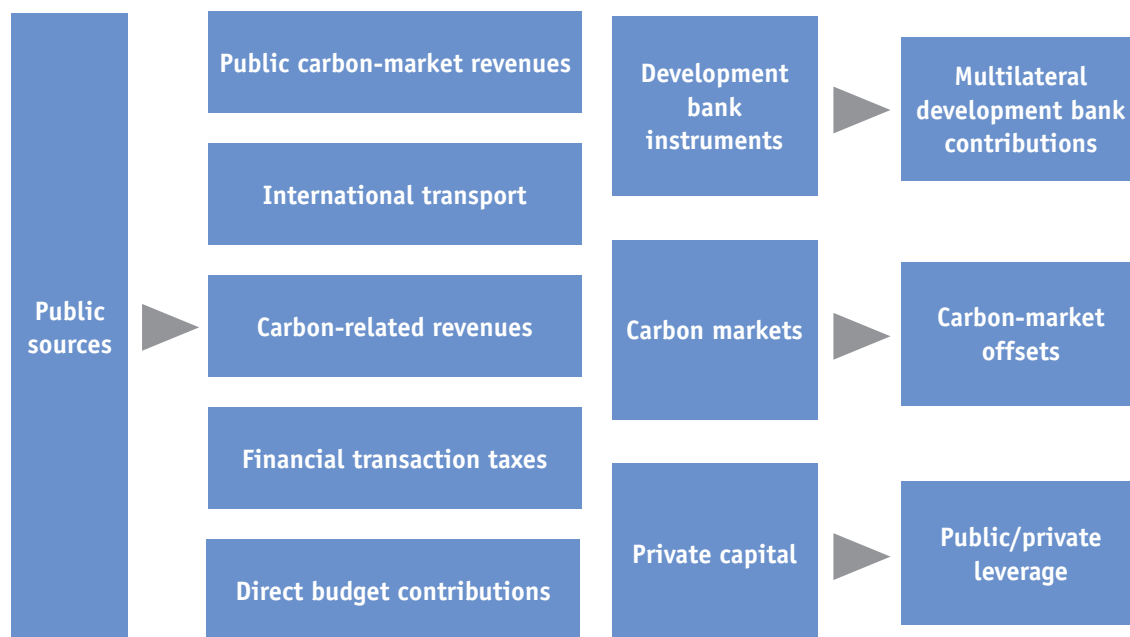 Public
sources
Public carbon-market revenues
International transport
Carbon-related revenues
Financial transaction taxes
Direct budget contributions
Development
bank
instruments
Multilateral
development bank
contributions
Carbon markets
Carbon-market
offsets
Private capital
Public/private
leverage